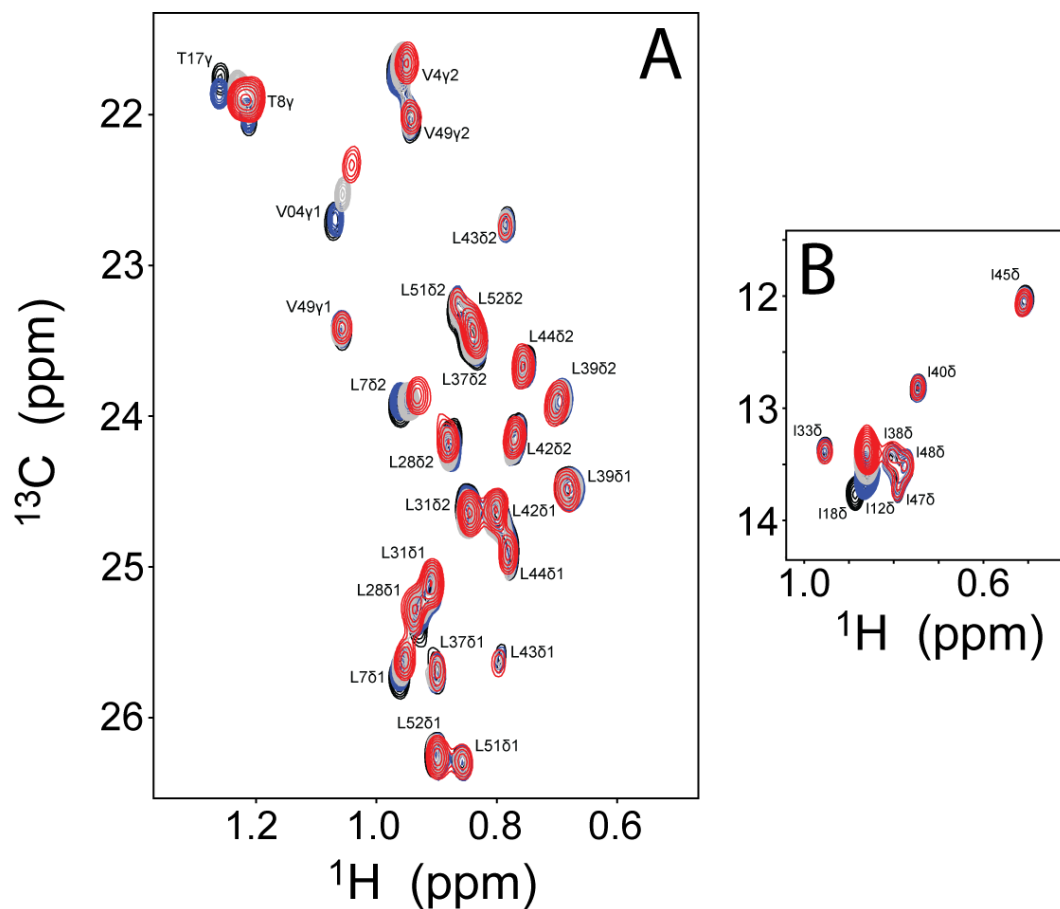 A
T17γ
V4γ2
T8γ
22
V49γ2
V04γ1
L43δ2
23
L51δ2
L52δ2
V49γ1
L44δ2
L37δ2
L39δ2
L7δ2
24
L28δ2
L42δ2
L39δ1
L31δ2
L42δ1
L31δ1
25
L44δ1
L28δ1
L37δ1
L43δ1
L7δ1
26
L52δ1
L51δ1
1.2
1.0
0.8
0.6
¹H (ppm)
¹³C (ppm)
B
12
I45δ
I40δ
13
I33δ
I38δ
I48δ
I18δ
I12δ
I47δ
14
1.0
0.6
¹H (ppm)